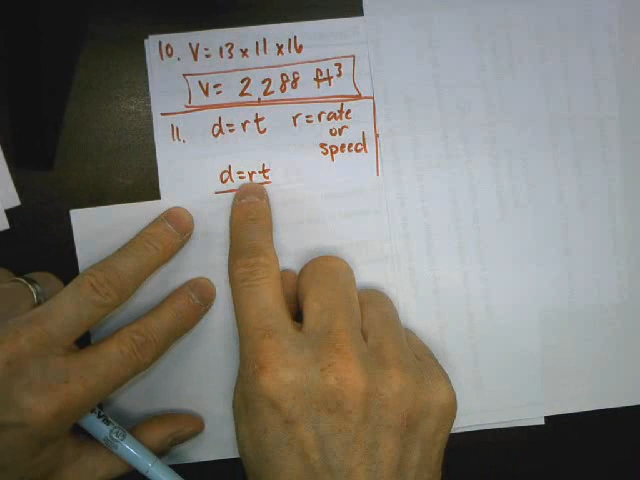 10. V = 13 x 11 x 16
V = 2,288 ft³
11. d = rt r = rate
or
speed
d = rt